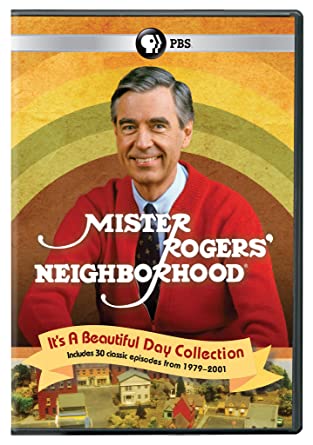 PBS
MISTER
ROGERS'
NEIGHBORHOOD®
It's A Beautiful Day Collection
Includes 30 classic episodes from 1979–2001